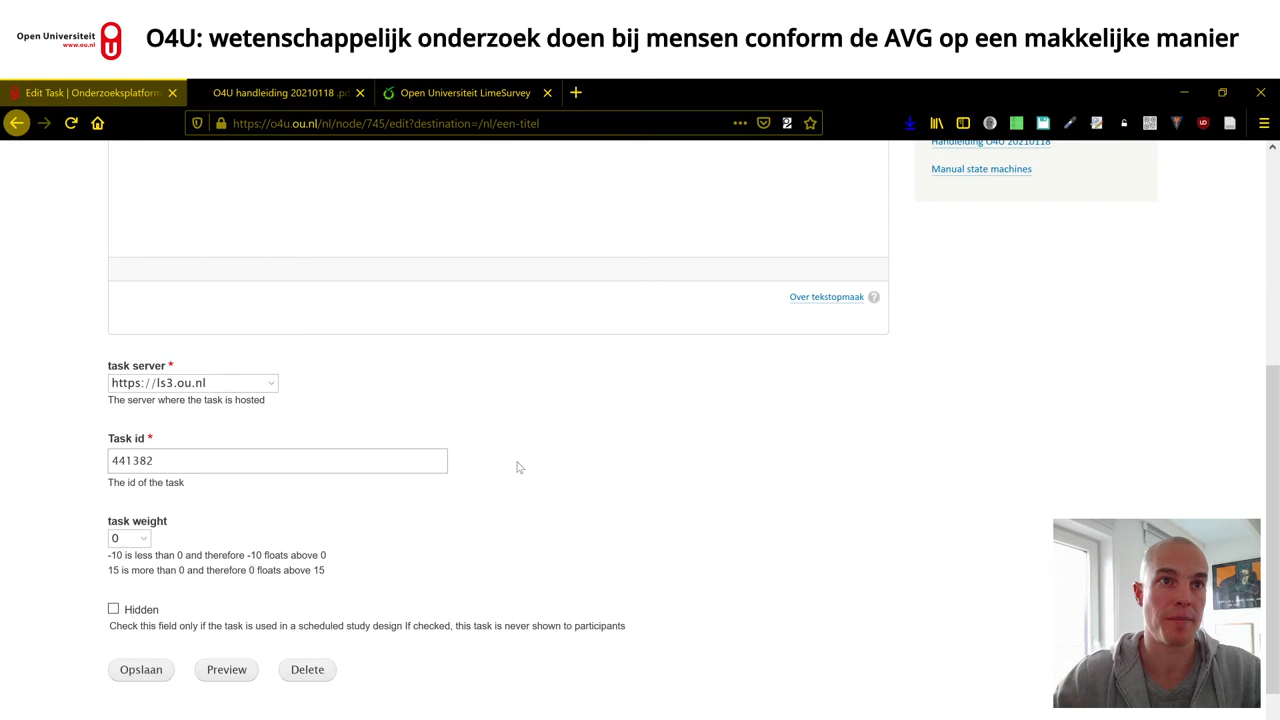 Open Universiteit
www.ou.nl
O4U: wetenschappelijk onderzoek doen bij mensen conform de AVG op een makkelijke manier
Edit Task | Onderzoeksplatform
O4U handleiding 20210118 .pd
Open Universiteit LimeSurvey
https://o4u.ou.nl/nl/node/745/edit?destination=/nl/een-titel
Handleiding O4U 20210118
Manual state machines
Over tekstopmaak
task server *
https://ls3.ou.nl
The server where the task is hosted
Task id *
441382
The id of the task
task weight
0
-10 is less than 0 and therefore -10 floats above 0
15 is more than 0 and therefore 0 floats above 15
Hidden
Check this field only if the task is used in a scheduled study design If checked, this task is never shown to participants
Opslaan
Preview
Delete